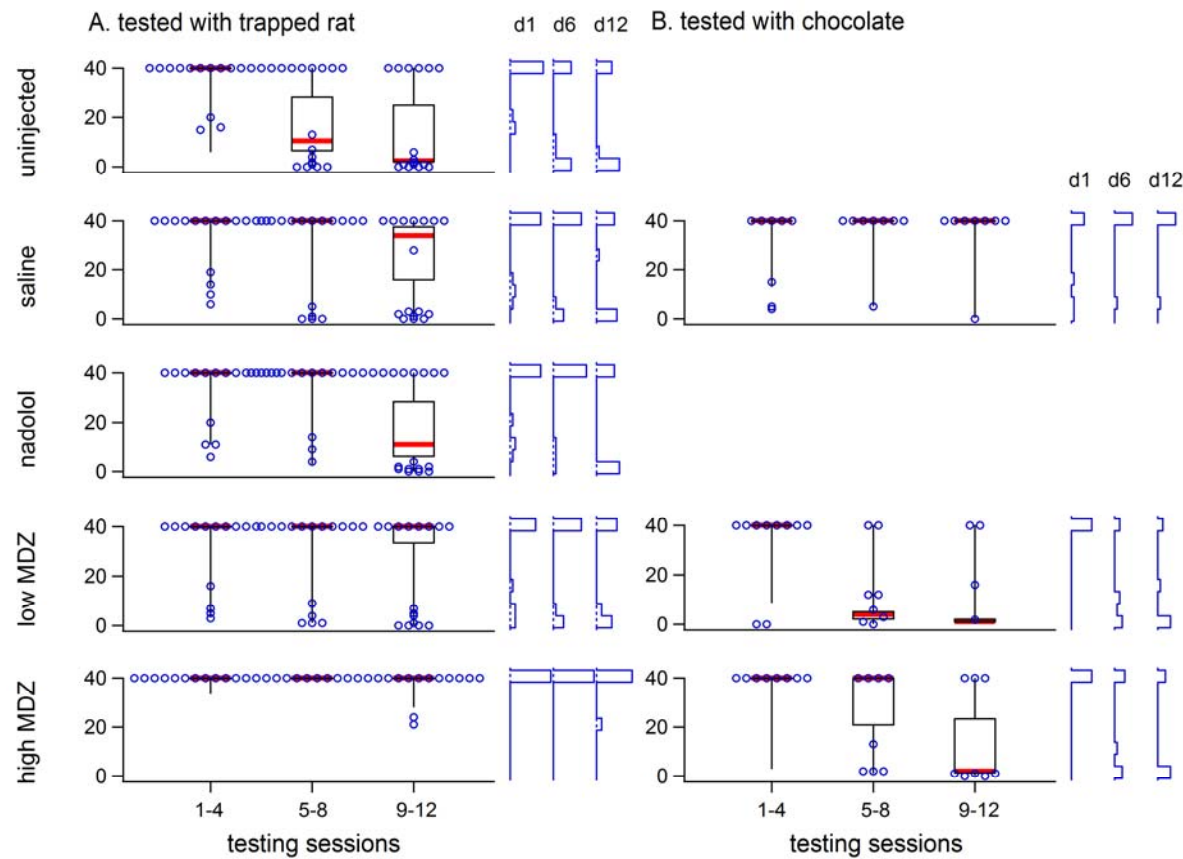 A. tested with trapped rat
d1 d6 d12
B. tested with chocolate
uninjected
40
20
0
d1 d6 d12
saline
40
20
0
40
20
0
nadolol
40
20
0
low MDZ
40
20
0
40
20
0
high MDZ
40
20
0
40
20
0
1-4 5-8 9-12
1-4 5-8 9-12
testing sessions
testing sessions